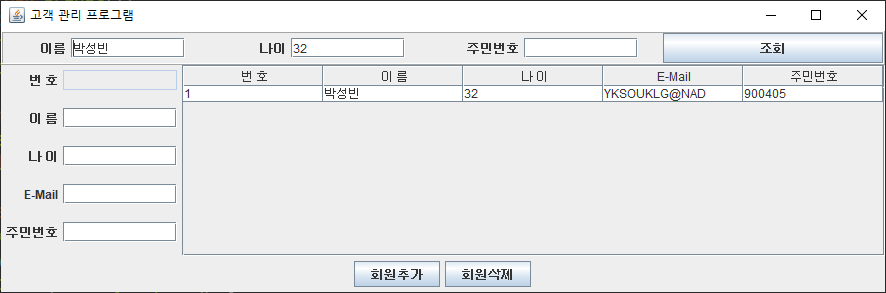 고객 관리 프로그램
이름 박성빈 나이 32 주민번호 조회
번 호
이 름
나 이
E-Mail
주민번호
번 호 이 름 나 이 E-Mail 주민번호
1 박성빈 32 YKSOUKLG@NAD 900405
회원추가 회원삭제